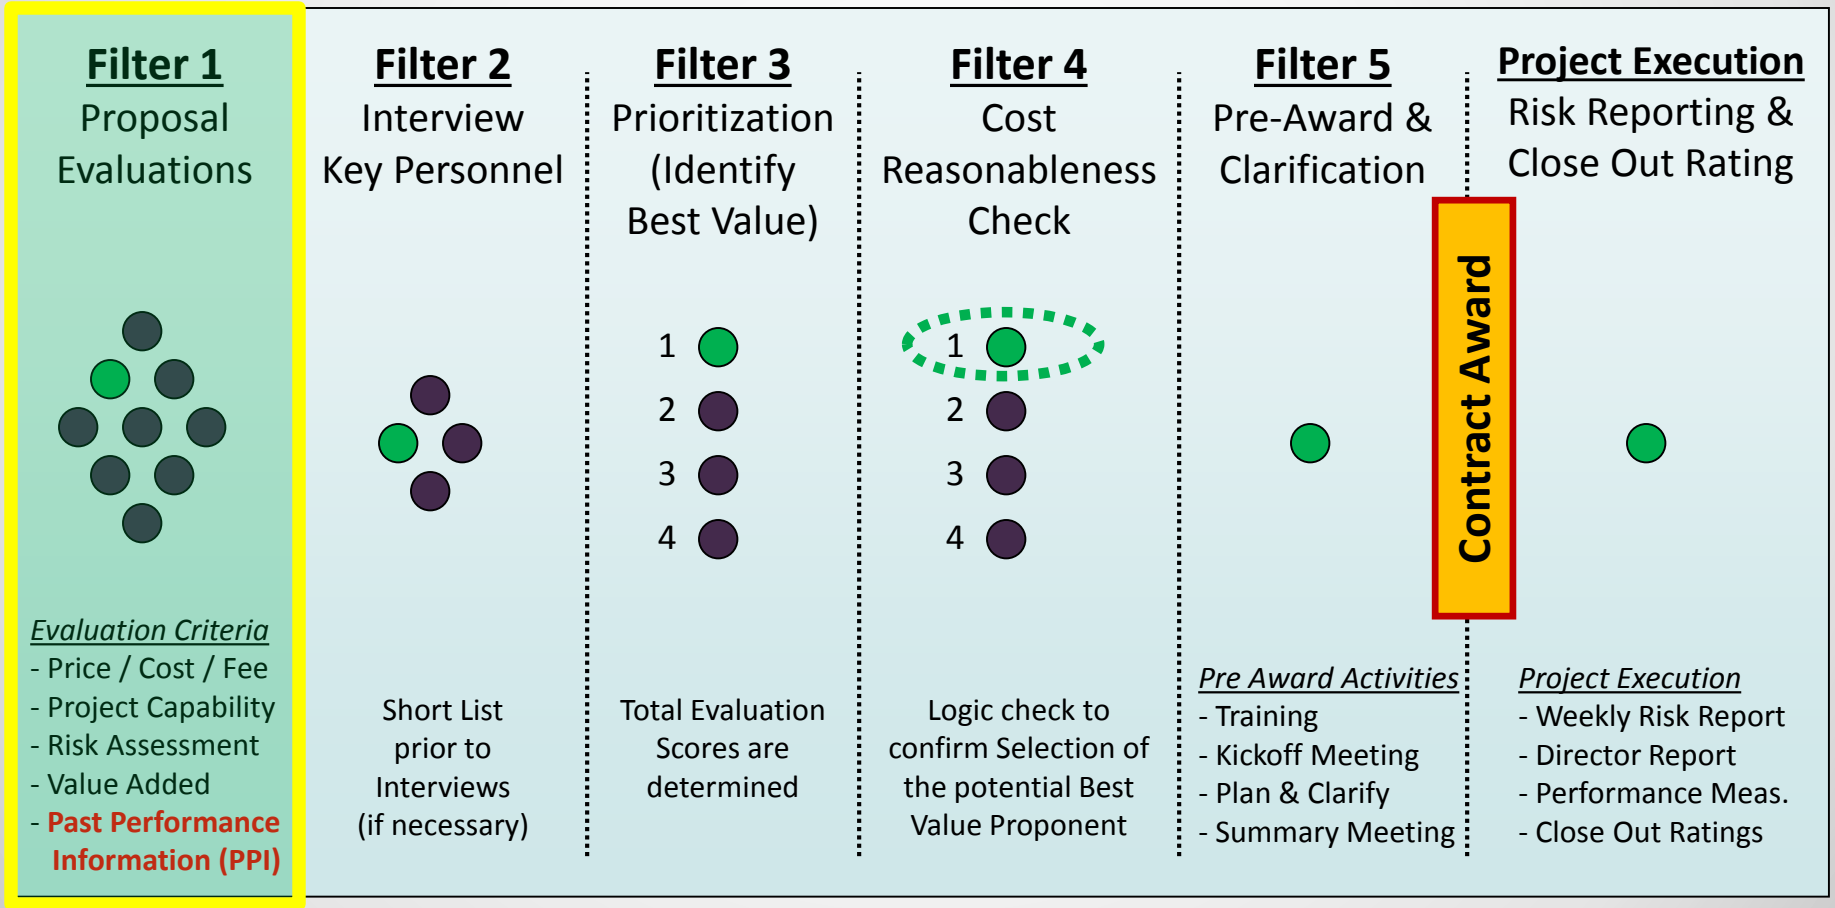 Filter 1
Proposal
Evaluations
Evaluation Criteria
- Price / Cost / Fee
- Project Capability
- Risk Assessment
- Value Added
- Past Performance
Information (PPI)
Filter 2
Interview
Key Personnel
Short List
prior to
Interviews
(if necessary)
Filter 3
Prioritization
(Identify
Best Value)
1
2
3
4
Total Evaluation
Scores are
determined
Filter 4
Cost
Reasonableness
Check
1
2
3
4
Logic check to
confirm Selection of
the potential Best
Value Proponent
Filter 5
Pre-Award &
Clarification
Pre Award Activities
- Training
- Kickoff Meeting
- Plan & Clarify
- Summary Meeting
Contract Award
Project Execution
Risk Reporting &
Close Out Rating
Project Execution
- Weekly Risk Report
- Director Report
- Performance Meas.
- Close Out Ratings